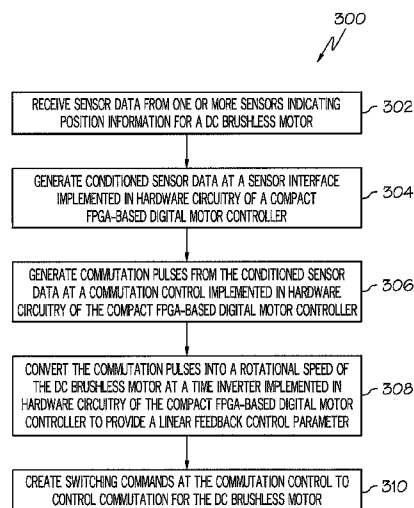 300
RECEIVE SENSOR DATA FROM ONE OR MORE SENSORS INDICATING
POSITION INFORMATION FOR A DC BRUSHLESS MOTOR
302
GENERATE CONDITIONED SENSOR DATA AT A SENSOR INTERFACE
IMPLEMENTED IN HARDWARE CIRCUITRY OF A COMPACT
FPGA-BASED DIGITAL MOTOR CONTROLLER
304
GENERATE COMMUTATION PULSES FROM THE CONDITIONED SENSOR
DATA AT A COMMUTATION CONTROL IMPLEMENTED IN HARDWARE
CIRCUITRY OF THE COMPACT FPGA-BASED DIGITAL MOTOR CONTROLLER
306
CONVERT THE COMMUTATION PULSES INTO A ROTATIONAL SPEED OF
THE DC BRUSHLESS MOTOR AT A TIME INVERTER IMPLEMENTED IN
HARDWARE CIRCUITRY OF THE COMPACT FPGA-BASED DIGITAL MOTOR
CONTROLLER TO PROVIDE A LINEAR FEEDBACK CONTROL PARAMETER
308
CREATE SWITCHING COMMANDS AT THE COMMUTATION CONTROL TO
CONTROL COMMUTATION FOR THE DC BRUSHLESS MOTOR
310